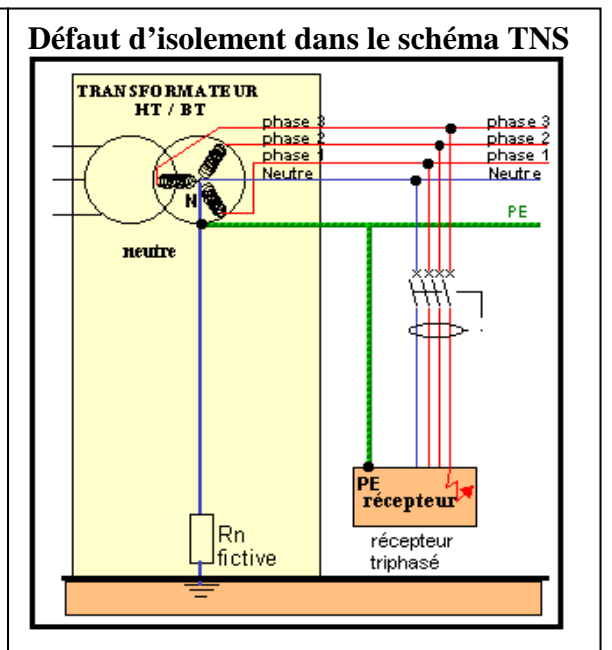 Défaut d'isolement dans le schéma TNS
TRANSFORMATEUR
HT / BT
phase 3
phase 2
phase 1
Neutre
phase 3
phase 2
phase 1
Neutre
N
PE
neutre
PE
récepteur
Rn
fictive
récepteur
triphasé